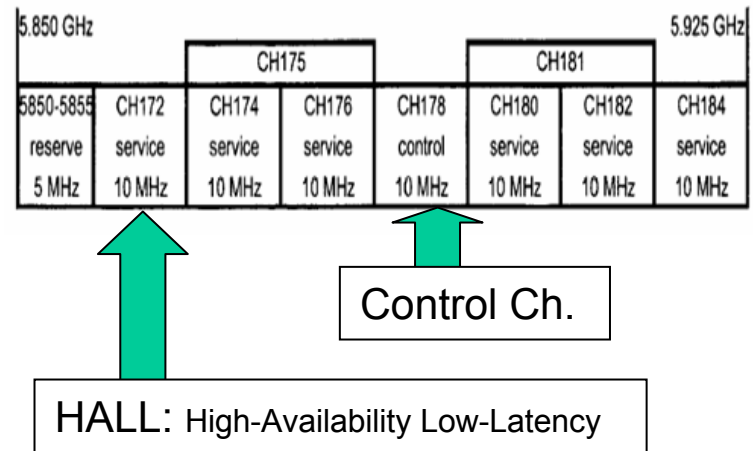 5.850 GHz 5.925 GHz
CH175 CH181
5850-5855 CH172 CH174 CH176 CH178 CH180 CH182 CH184
reserve service service service control service service service
5 MHz 10 MHz 10 MHz 10 MHz 10 MHz 10 MHz 10 MHz 10 MHz
Control Ch.
HALL: High-Availability Low-Latency